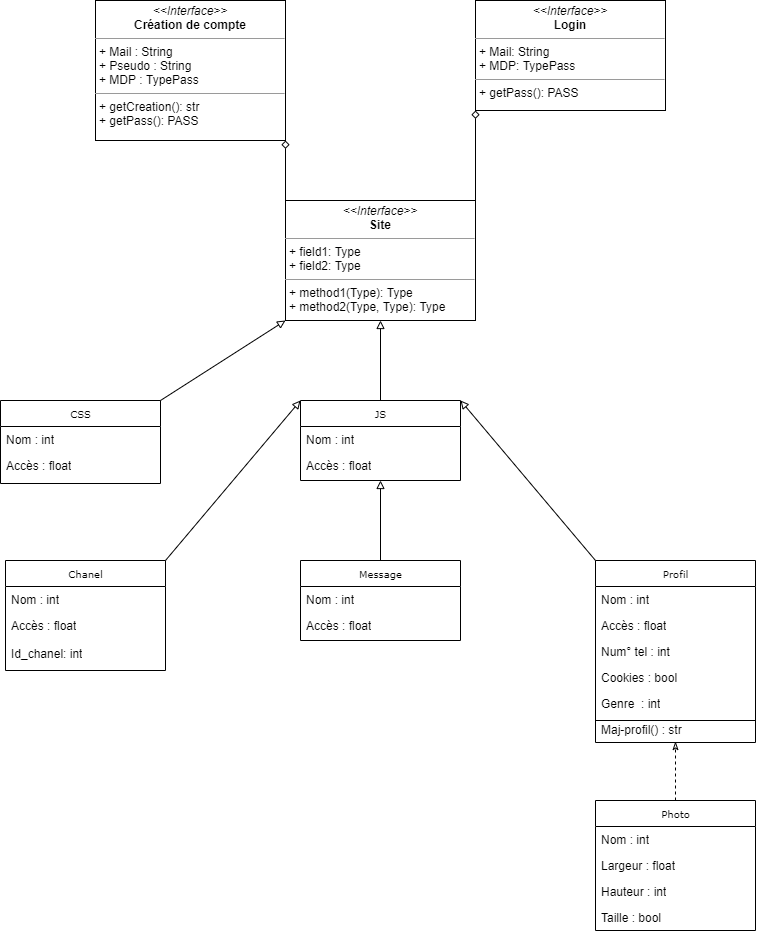 <<Interface>>
Création de compte
+ Mail : String
+ Pseudo : String
+ MDP : TypePass
+ getCreation(): str
+ getPass(): PASS
<<Interface>>
Login
+ Mail: String
+ MDP: TypePass
+ getPass(): PASS
<<Interface>>
Site
+ field1: Type
+ field2: Type
+ method1(Type): Type
+ method2(Type, Type): Type
CSS
Nom : int
Accès : float
JS
Nom : int
Accès : float
Chanel
Nom : int
Accès : float
Id_chanel: int
Message
Nom : int
Accès : float
Profil
Nom : int
Accès : float
Num° tel : int
Cookies : bool
Genre : int
Maj-profil() : str
Photo
Nom : int
Largeur : float
Hauteur : int
Taille : bool